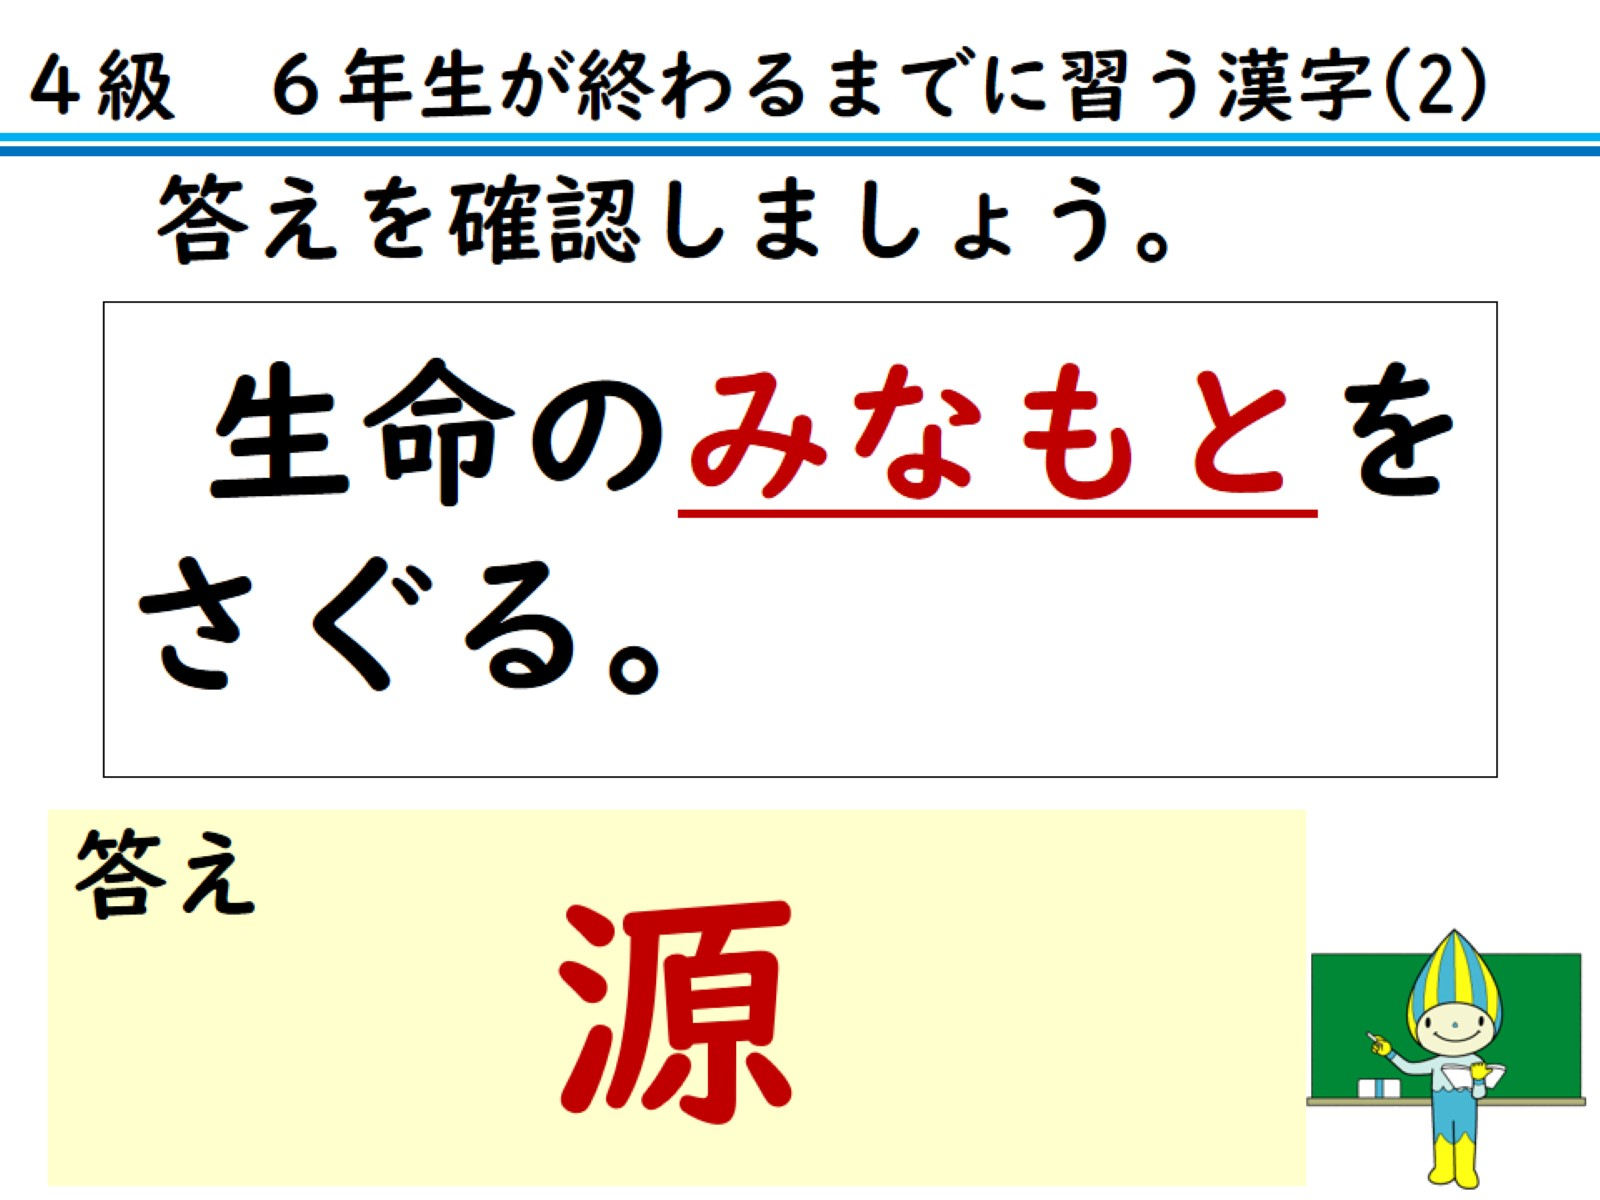 ４級　６年生が終わるまでに習う漢字(2)
答えを確認しましょう。
生命のみなもとを
さぐる。
答え
源